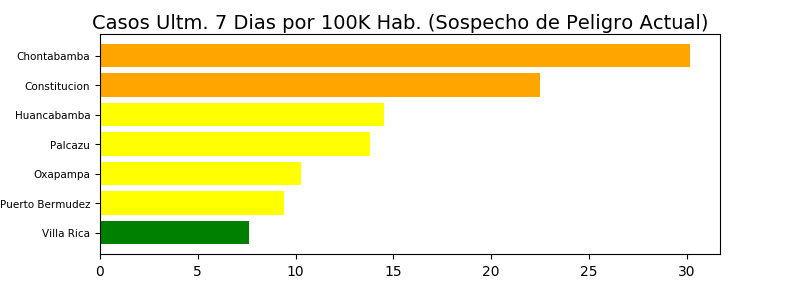 Casos Ultm. 7 Dias por 100K Hab. (Sospecho de Peligro Actual)
Chontabamba
Constitucion
Huancabamba
Palcazu
Oxapampa
Puerto Bermudez
Villa Rica
0 5 10 15 20 25 30